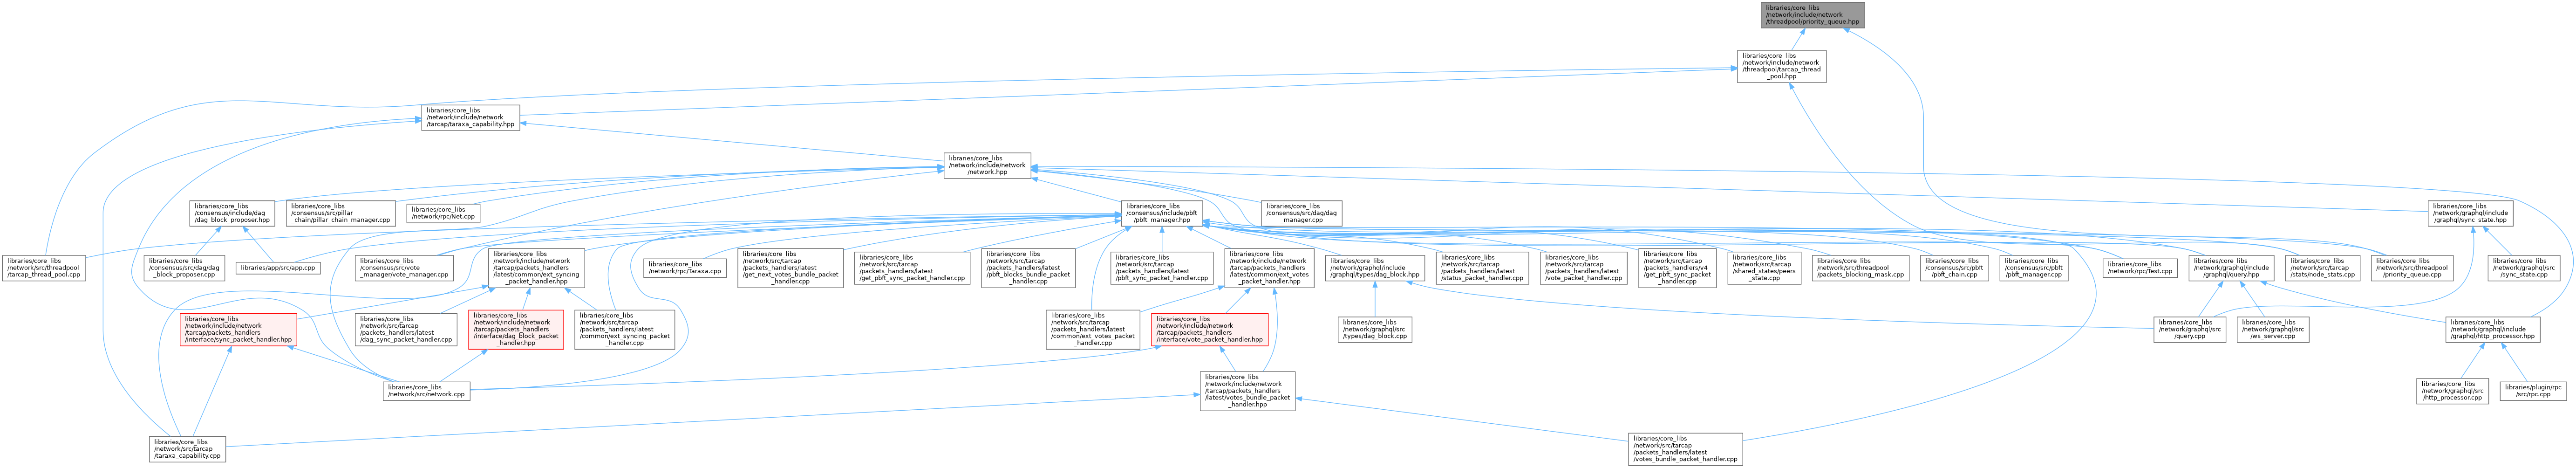 libraries/core_libs
/network/include/network
/threadpool/priority_queue.hpp
libraries/core_libs
/network/include/network
/threadpool/tarcap_thread
_pool.hpp
libraries/core_libs
/network/include/network
/tarcap/taraxa_capability.hpp
libraries/core_libs
/network/include/network
/network.hpp
libraries/core_libs
/consensus/include/dag
/dag_block_proposer.hpp
libraries/core_libs
/consensus/src/pillar
_chain/pillar_chain_manager.cpp
libraries/core_libs
/network/rpc/Net.cpp
libraries/core_libs
/consensus/include/pbft
/pbft_manager.hpp
libraries/core_libs
/consensus/src/dag/dag
_manager.cpp
libraries/core_libs
/network/graphql/include
/graphql/sync_state.hpp
libraries/core_libs
/network/src/threadpool
/tarcap_thread_pool.cpp
libraries/core_libs
/consensus/src/dag/dag
_block_proposer.cpp
libraries/app/src/app.cpp
libraries/core_libs
/consensus/src/vote
_manager/vote_manager.cpp
libraries/core_libs
/network/include/network
/tarcap/packets_handlers
/latest/common/ext_syncing
_packet_handler.hpp
libraries/core_libs
/network/rpc/Taraxa.cpp
libraries/core_libs
/network/src/tarcap
/packets_handlers/latest
/get_next_votes_bundle_packet
_handler.cpp
libraries/core_libs
/network/src/tarcap
/packets_handlers/latest
/get_pbft_sync_packet_handler.cpp
libraries/core_libs
/network/src/tarcap
/packets_handlers/latest
/pbft_blocks_bundle_packet
_handler.cpp
libraries/core_libs
/network/src/tarcap
/packets_handlers/latest
/pbft_sync_packet_handler.cpp
libraries/core_libs
/network/include/network
/tarcap/packets_handlers
/latest/common/ext_votes
_packet_handler.hpp
libraries/core_libs
/network/graphql/include
/graphql/types/dag_block.hpp
libraries/core_libs
/network/src/tarcap
/packets_handlers/latest
/status_packet_handler.cpp
libraries/core_libs
/network/src/tarcap
/packets_handlers/latest
/vote_packet_handler.cpp
libraries/core_libs
/network/src/tarcap
/packets_handlers/v4
/get_pbft_sync_packet
_handler.cpp
libraries/core_libs
/network/src/tarcap
/shared_states/peers
_state.cpp
libraries/core_libs
/network/src/threadpool
/packets_blocking_mask.cpp
libraries/core_libs
/consensus/src/pbft
/pbft_chain.cpp
libraries/core_libs
/consensus/src/pbft
/pbft_manager.cpp
libraries/core_libs
/network/rpc/Test.cpp
libraries/core_libs
/network/graphql/include
/graphql/query.hpp
libraries/core_libs
/network/src/tarcap
/stats/node_stats.cpp
libraries/core_libs
/network/src/threadpool
/priority_queue.cpp
libraries/core_libs
/network/graphql/src
/sync_state.cpp
libraries/core_libs
/network/include/network
/tarcap/packets_handlers
/interface/sync_packet_handler.hpp
libraries/core_libs
/network/src/tarcap
/packets_handlers/latest
/dag_sync_packet_handler.cpp
libraries/core_libs
/network/include/network
/tarcap/packets_handlers
/interface/dag_block_packet
_handler.hpp
libraries/core_libs
/network/src/tarcap
/packets_handlers/latest
/common/ext_syncing_packet
_handler.cpp
libraries/core_libs
/network/src/tarcap
/packets_handlers/latest
/common/ext_votes_packet
_handler.cpp
libraries/core_libs
/network/include/network
/tarcap/packets_handlers
/interface/vote_packet_handler.hpp
libraries/core_libs
/network/graphql/src
/types/dag_block.cpp
libraries/core_libs
/network/graphql/src
/query.cpp
libraries/core_libs
/network/graphql/src
/ws_server.cpp
libraries/core_libs
/network/graphql/include
/graphql/http_processor.hpp
libraries/core_libs
/network/src/network.cpp
libraries/core_libs
/network/include/network
/tarcap/packets_handlers
/latest/votes_bundle_packet
_handler.hpp
libraries/core_libs
/network/graphql/src
/http_processor.cpp
libraries/plugin/rpc
/src/rpc.cpp
libraries/core_libs
/network/src/tarcap
/taraxa_capability.cpp
libraries/core_libs
/network/src/tarcap
/packets_handlers/latest
/votes_bundle_packet_handler.cpp